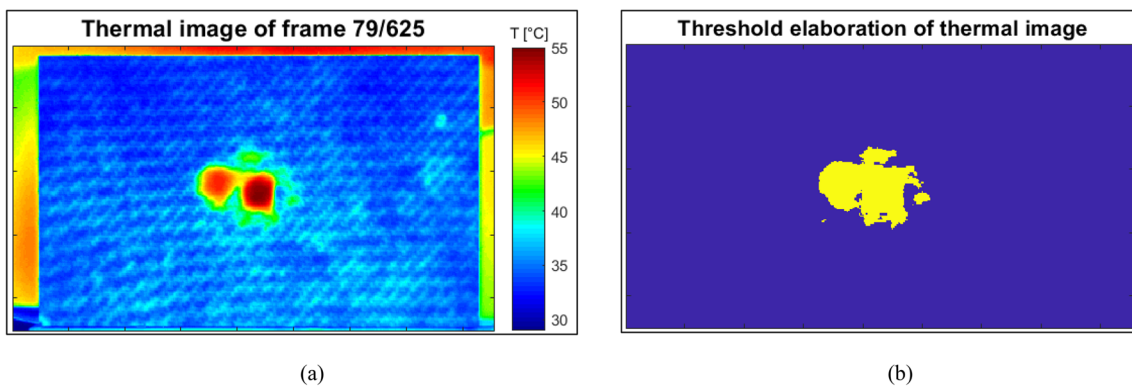 Thermal image of frame 79/625
T [°C]
55
50
45
40
35
30
(a)
Threshold elaboration of thermal image
(b)